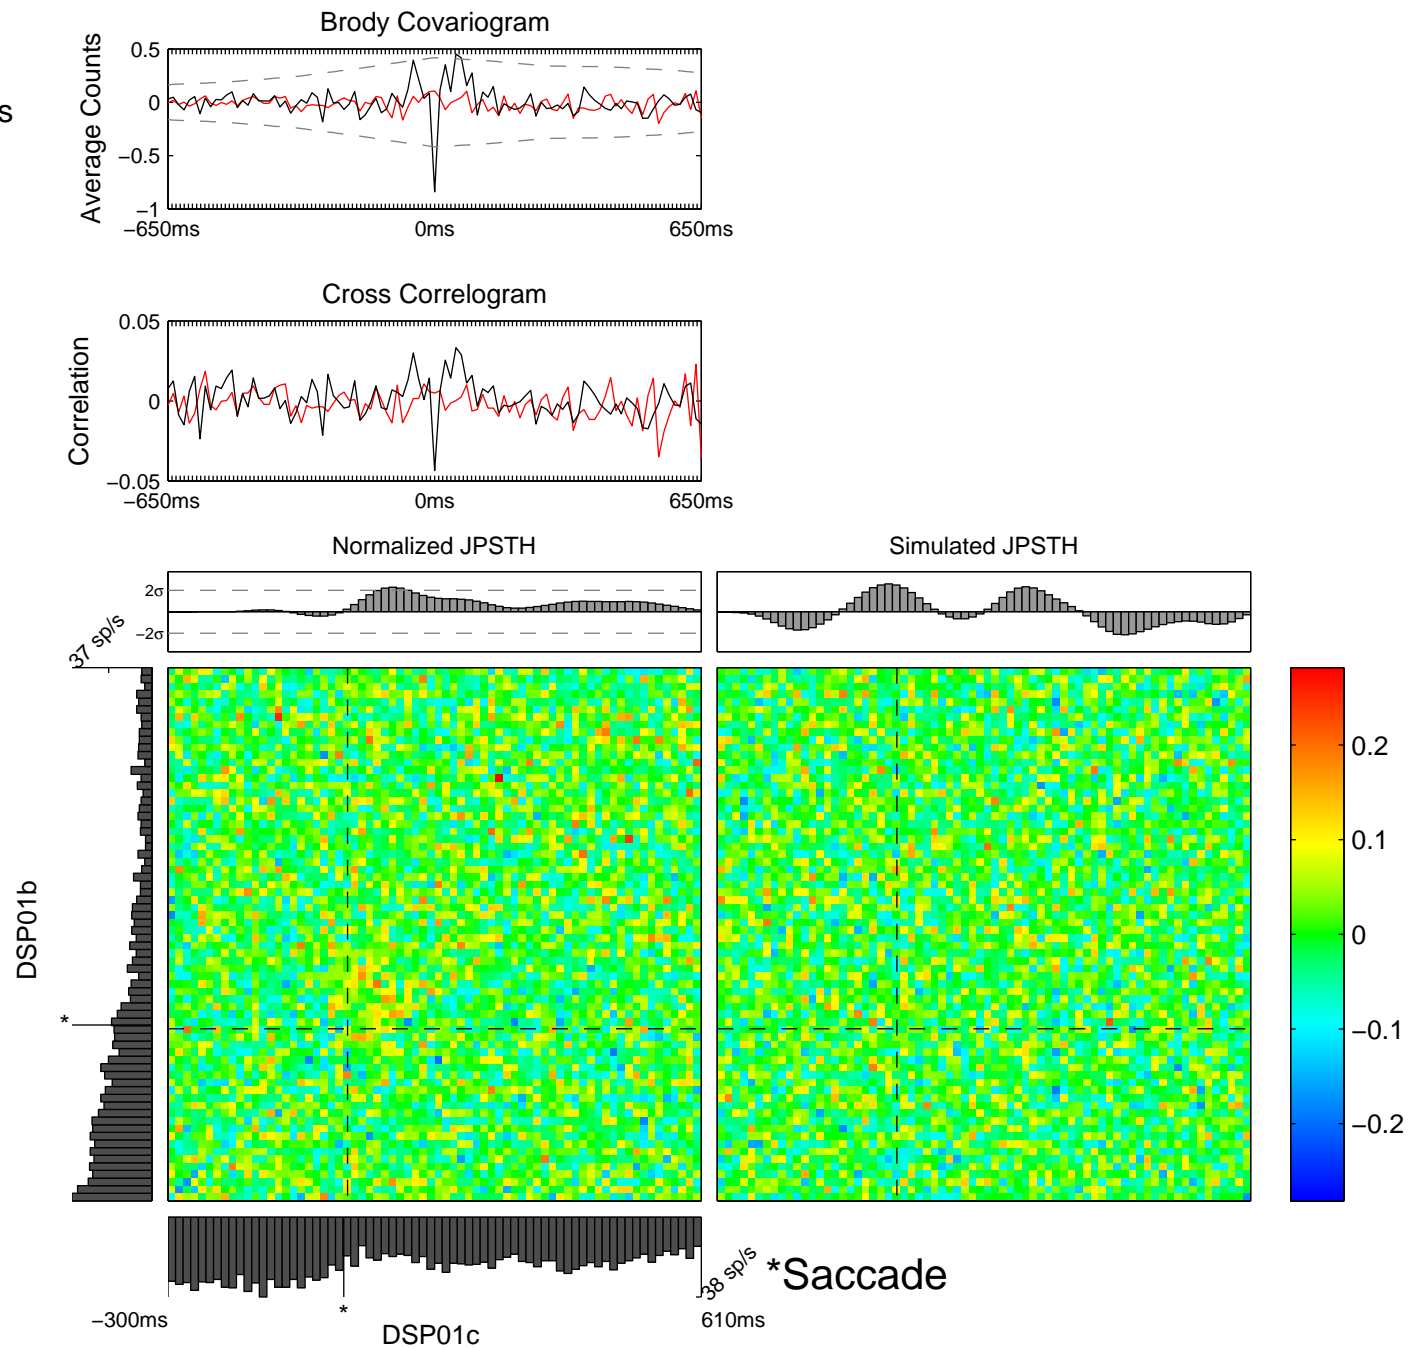 Brody Covariogram
s
Average Counts
0.5
0
−0.5
−1
−650ms 0ms 650ms
Cross Correlogram
Correlation
0.05
0
−0.05
−650ms 0ms 650ms
Normalized JPSTH Simulated JPSTH
2σ
−2σ
37 sp/s
DSP01b
*
0.2
0.1
0
−0.1
−0.2
38 sp/s
*Saccade
*
−300ms 610ms
DSP01c